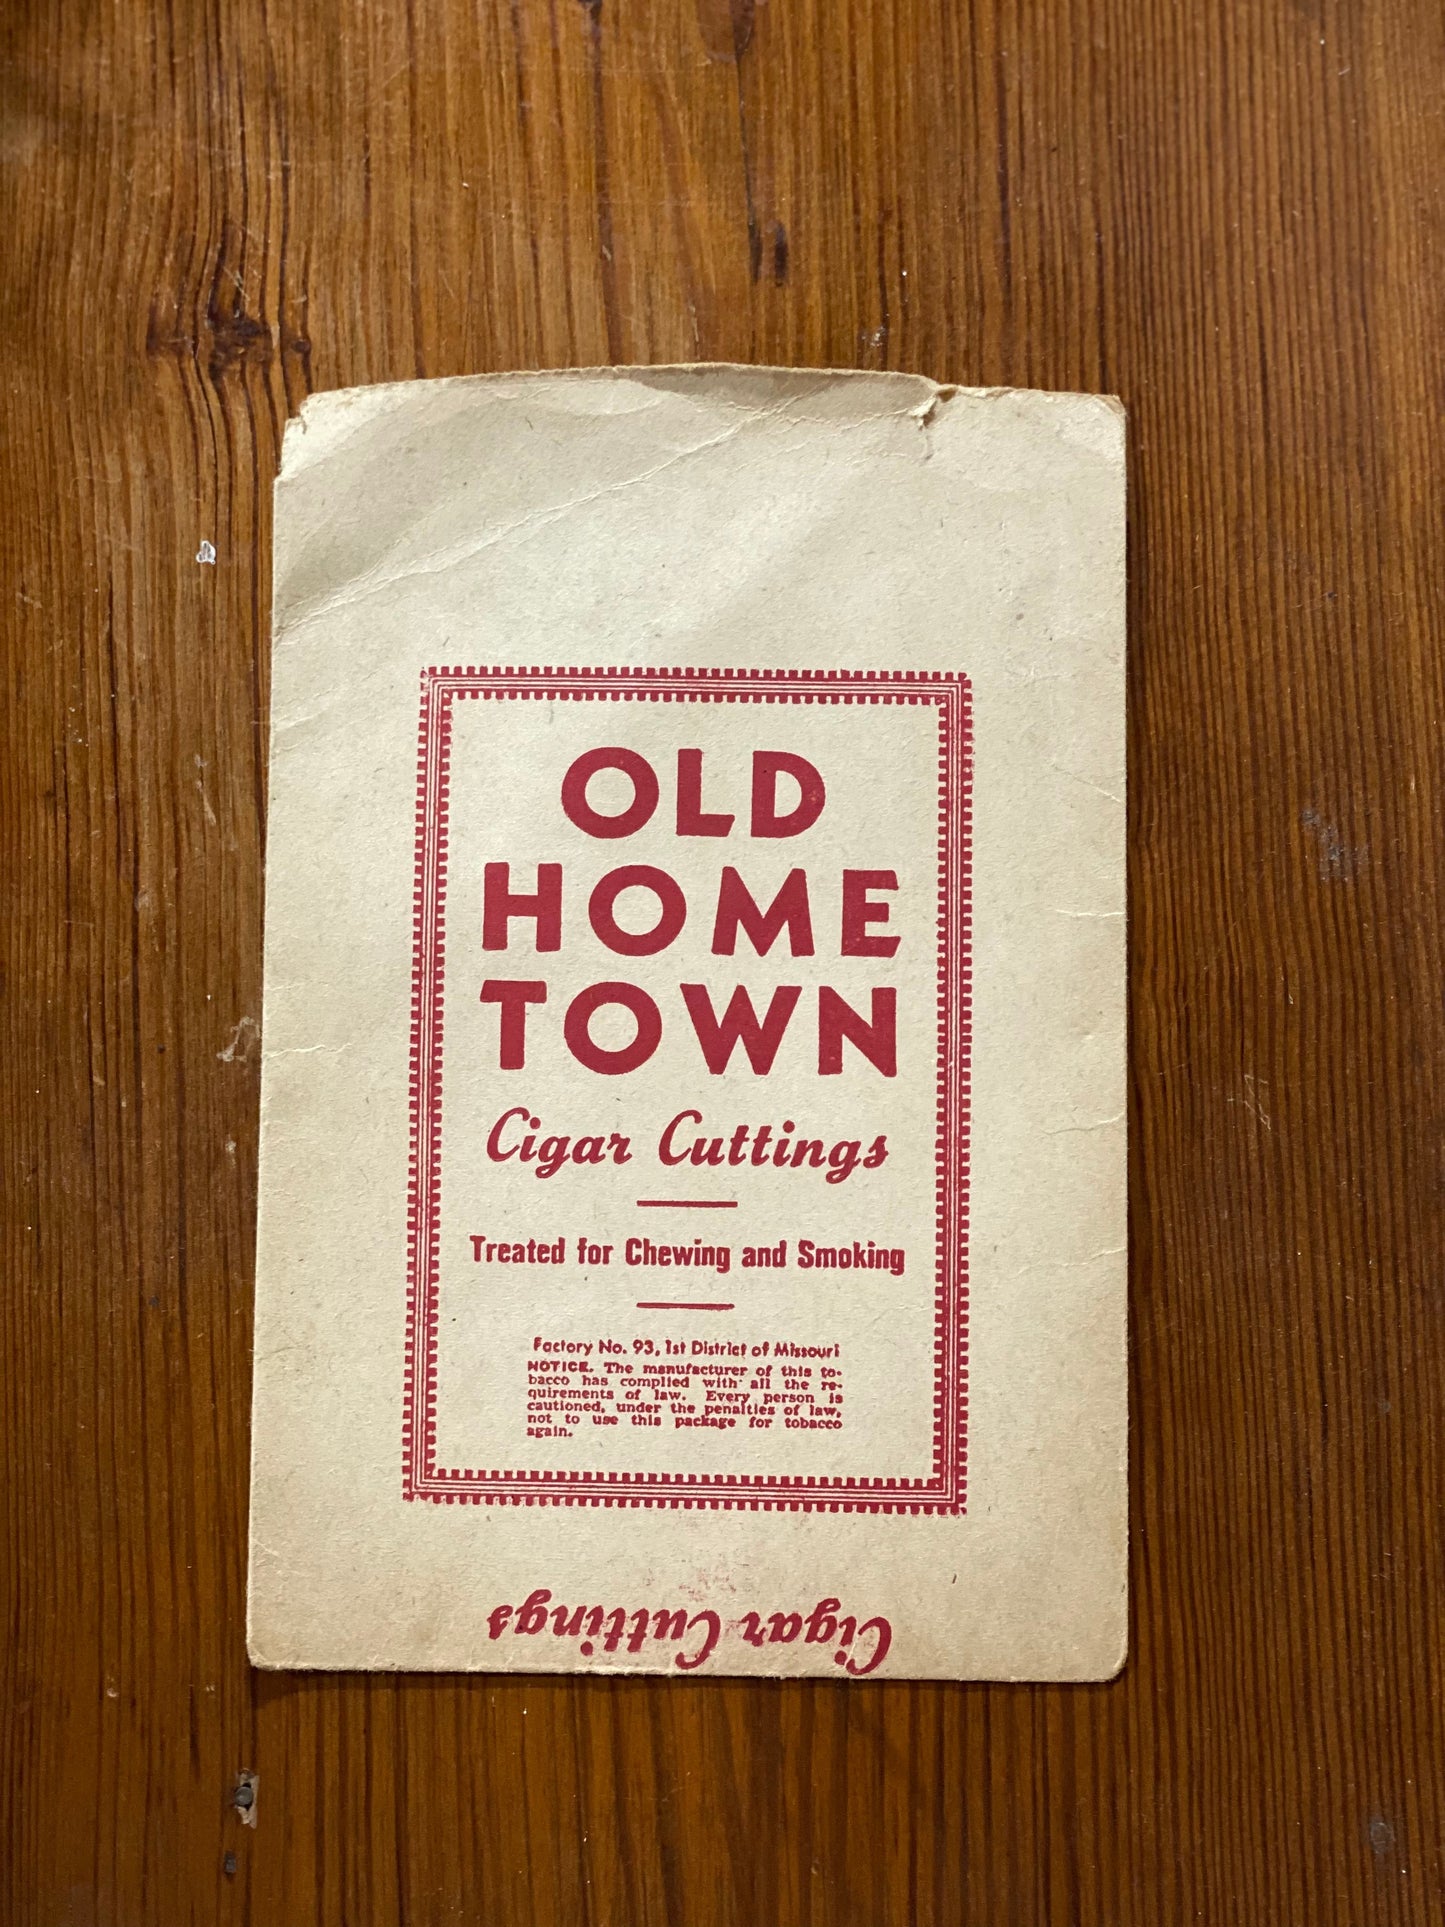 OLD
HOME
TOWN
Cigar Cuttings
Treated for Chewing and Smoking
Factory No. 93, 1st District of Missouri
NOTICE. The manufacturer of this to-
bacco has complied with all the re-
quirements of law. Every person is
cautioned, under the penalties of law,
not to use this package for tobacco
again.
Cigar Cuttings